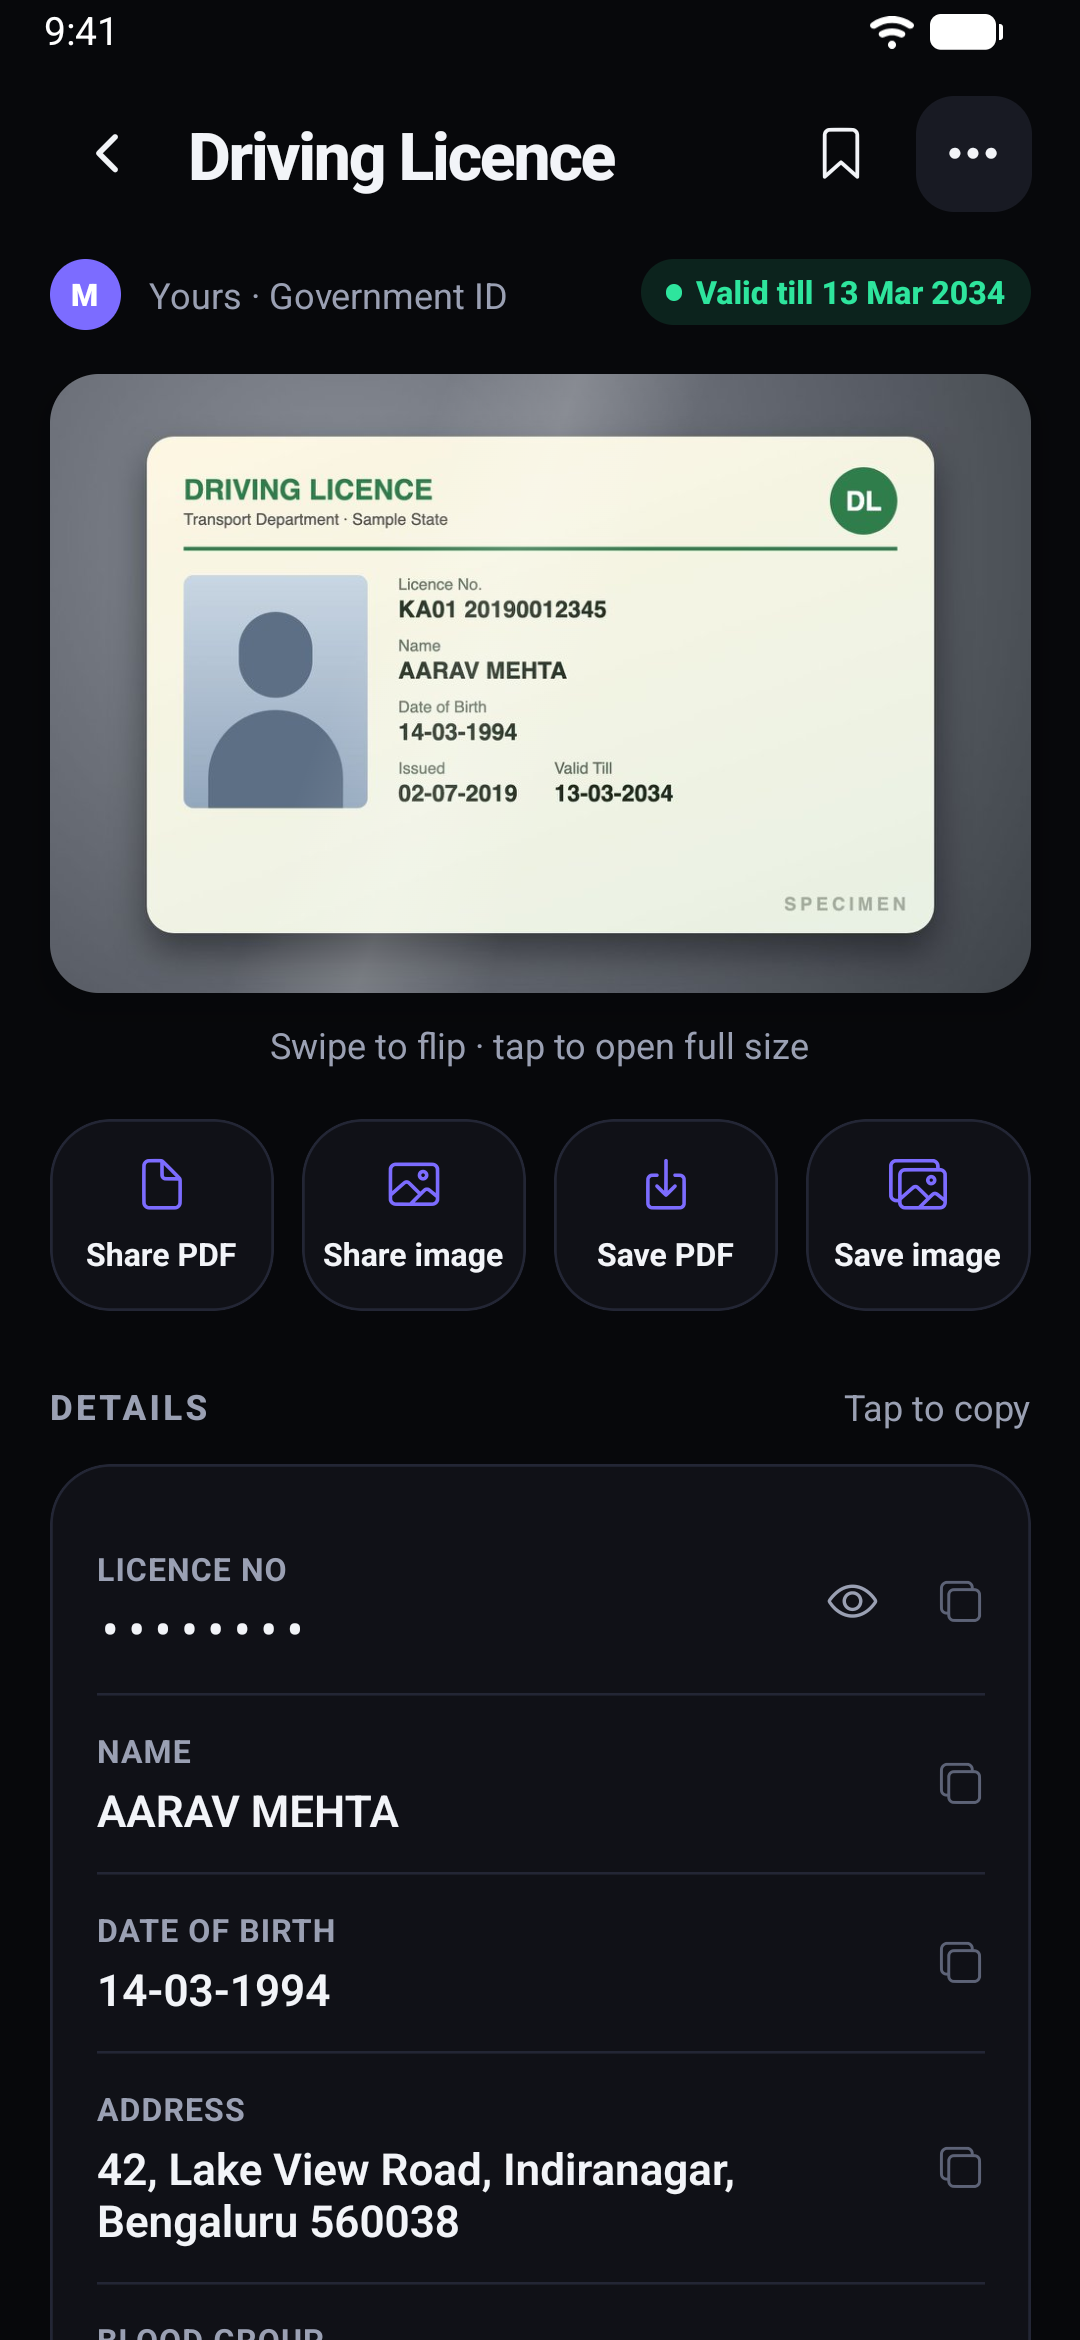 9:41
Driving Licence
M
Yours · Government ID
Valid till 13 Mar 2034
DRIVING LICENCE
Transport Department · Sample State
DL
Licence No.
KA01 20190012345
Name
AARAV MEHTA
Date of Birth
14-03-1994
Issued Valid Till
02-07-2019 13-03-2034
SPECIMEN
Swipe to flip · tap to open full size
Share PDF Share image Save PDF Save image
DETAILS Tap to copy
LICENCE NO
••••••••
NAME
AARAV MEHTA
DATE OF BIRTH
14-03-1994
ADDRESS
42, Lake View Road, Indiranagar,
Bengaluru 560038
BLOOD GROUP